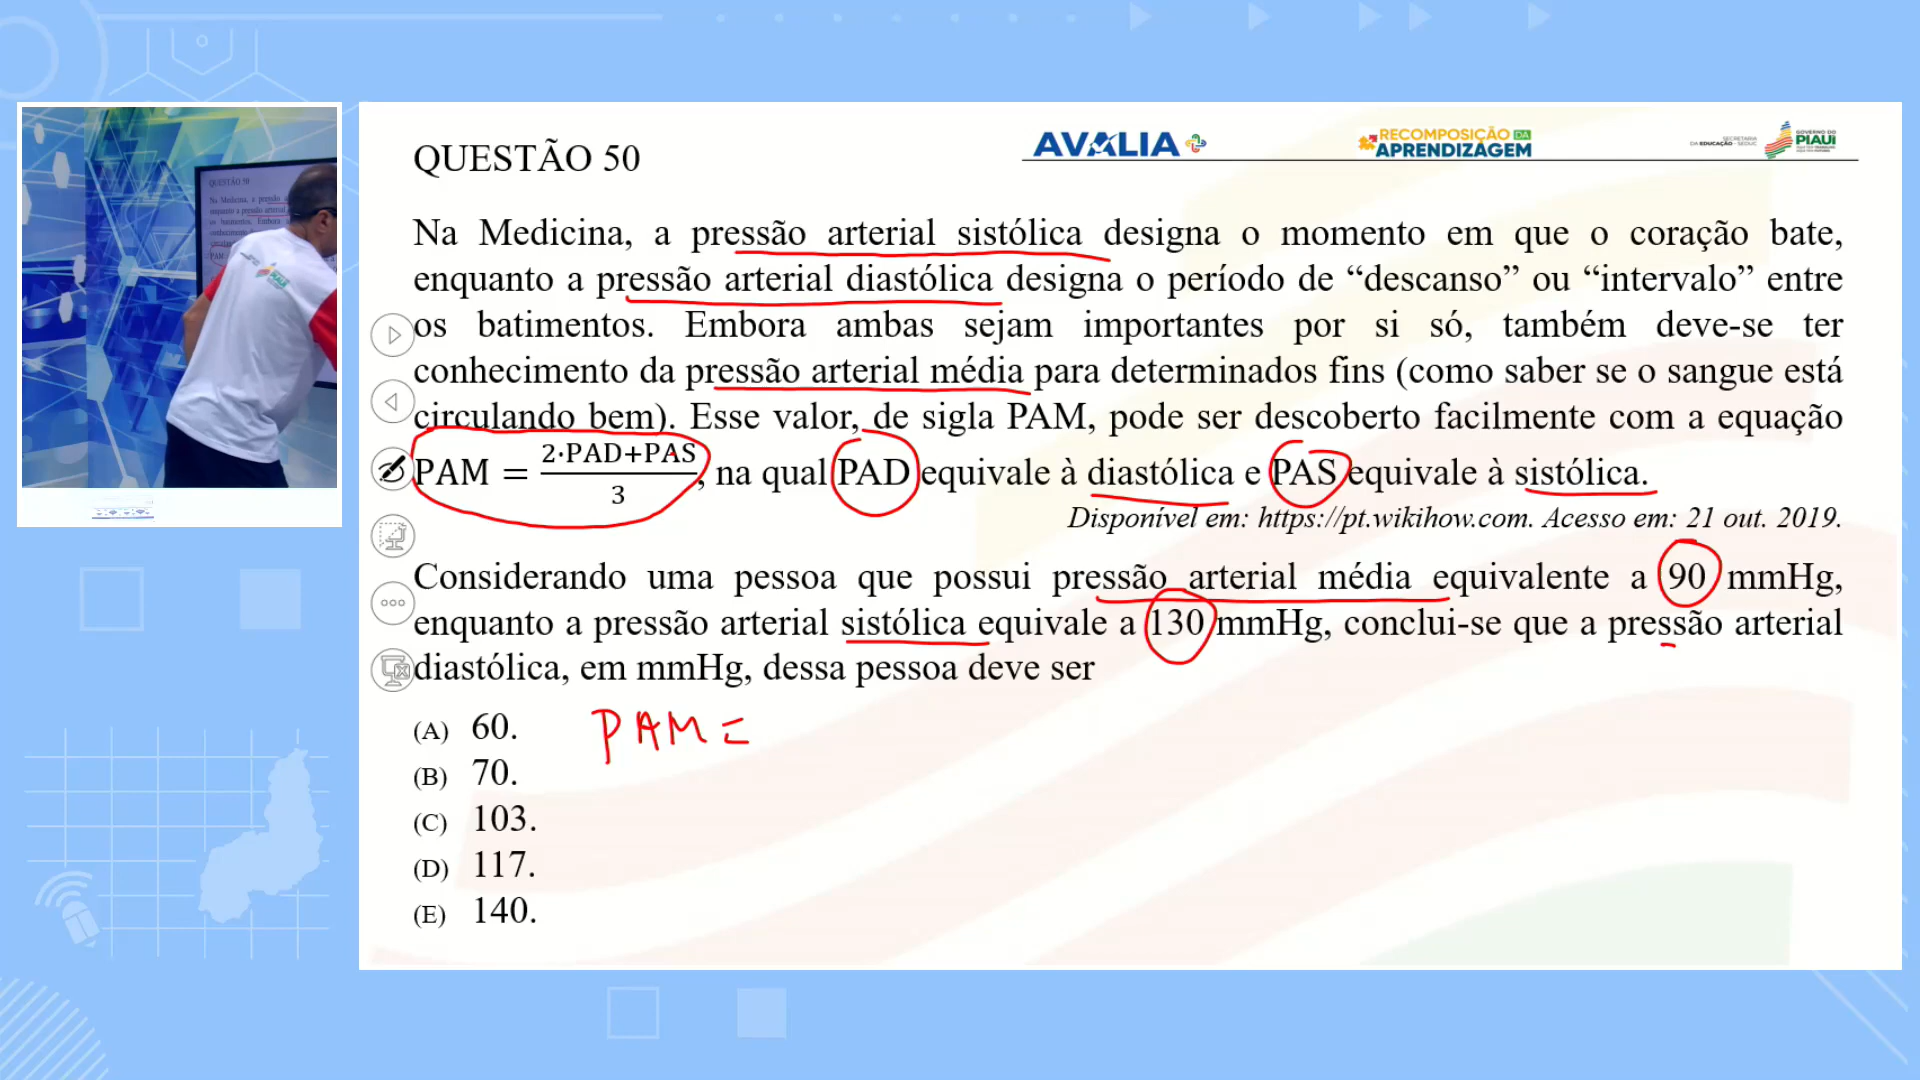 QUESTÃO 50
AVALIA
RECOMPOSIÇÃO DA
APRENDIZAGEM
SECRETARIA
DA EDUCAÇÃO - SEDUC
GOVERNO DO
PIAUÍ
Na Medicina, a pressão arterial sistólica designa o momento em que o coração bate,
enquanto a pressão arterial diastólica designa o período de “descanso” ou “intervalo” entre
os batimentos. Embora ambas sejam importantes por si só, também deve-se ter
conhecimento da pressão arterial média para determinados fins (como saber se o sangue está
circulando bem). Esse valor, de sigla PAM, pode ser descoberto facilmente com a equação
PAM = 2·PAD+PAS / 3, na qual PAD equivale à diastólica e PAS equivale à sistólica.
Disponível em: https://pt.wikihow.com. Acesso em: 21 out. 2019.
Considerando uma pessoa que possui pressão arterial média equivalente a 90 mmHg,
enquanto a pressão arterial sistólica equivale a 130 mmHg, conclui-se que a pressão arterial
diastólica, em mmHg, dessa pessoa deve ser
(A) 60.
PAM =
(B) 70.
(C) 103.
(D) 117.
(E) 140.